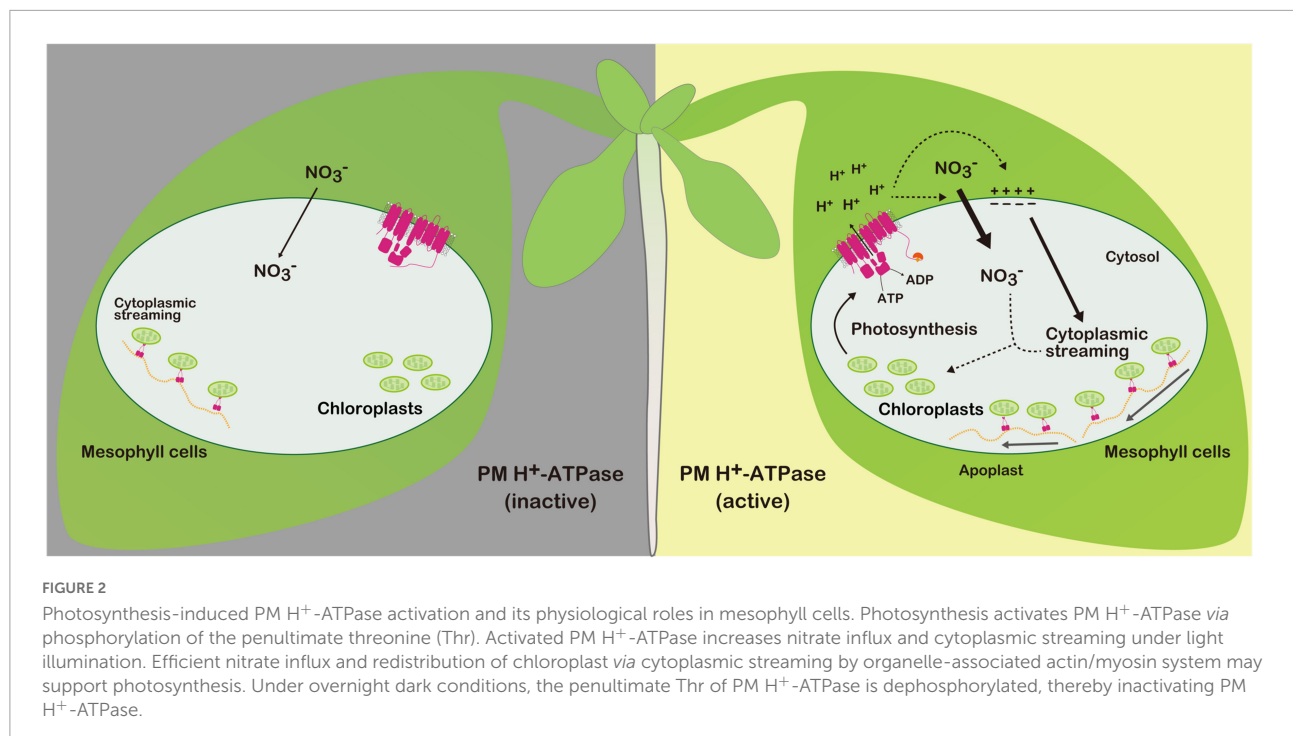 NO3-
NO3-
Cytoplasmic
streaming
Chloroplasts
Mesophyll cells
PM H+-ATPase
(inactive)
PM H+-ATPase
(active)
H+ H+
H+
H+ H+
NO3-
++++
----
Cytosol
NO3-
ADP
ATP
Photosynthesis
Cytoplasmic
streaming
Chloroplasts
Mesophyll cells
Apoplast
FIGURE 2
Photosynthesis-induced PM H+-ATPase activation and its physiological roles in mesophyll cells. Photosynthesis activates PM H+-ATPase via
phosphorylation of the penultimate threonine (Thr). Activated PM H+-ATPase increases nitrate influx and cytoplasmic streaming under light
illumination. Efficient nitrate influx and redistribution of chloroplast via cytoplasmic streaming by organelle-associated actin/myosin system may
support photosynthesis. Under overnight dark conditions, the penultimate Thr of PM H+-ATPase is dephosphorylated, thereby inactivating PM
H+-ATPase.